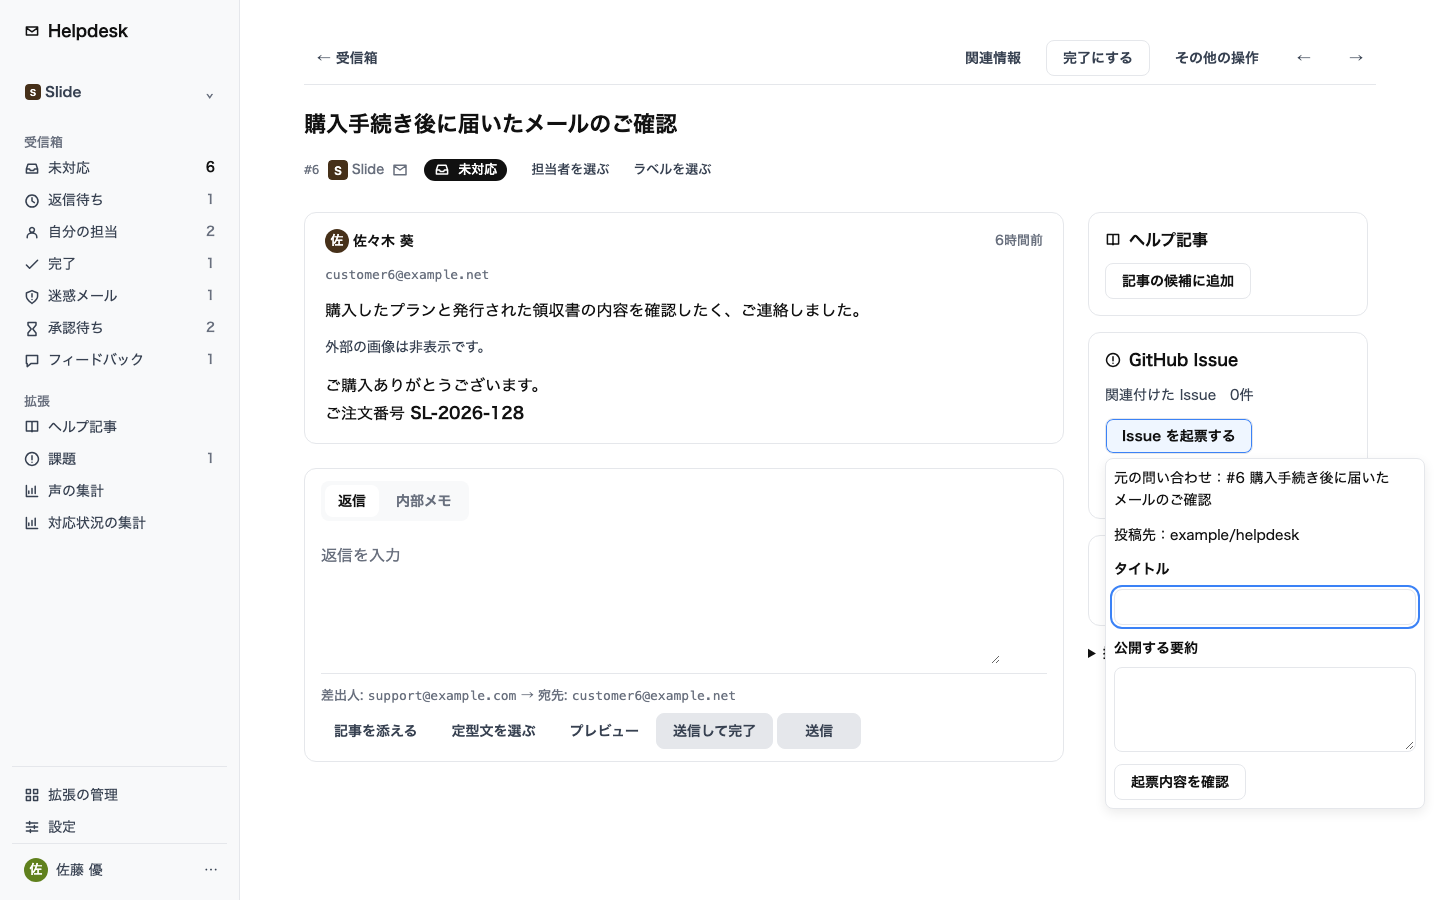 Helpdesk
S Slide
受信箱
未対応 6
返信待ち 1
自分の担当 2
完了 1
迷惑メール 1
承認待ち 2
フィードバック 1
拡張
ヘルプ記事
課題 1
声の集計
対応状況の集計
拡張の管理
設定
佐 佐藤 優 …
← 受信箱
関連情報 完了にする その他の操作 ← →
購入手続き後に届いたメールのご確認
#6 S Slide 未対応 担当者を選ぶ ラベルを選ぶ
佐 佐々木 葵 6時間前
customer6@example.net
購入したプランと発行された領収書の内容を確認したく、ご連絡しました。
外部の画像は非表示です。
ご購入ありがとうございます。
ご注文番号 SL-2026-128
返信 内部メモ
返信を入力
差出人: support@example.com → 宛先: customer6@example.net
記事を添える 定型文を選ぶ プレビュー 送信して完了 送信
ヘルプ記事
記事の候補に追加
GitHub Issue
関連付けた Issue 0件
Issue を起票する
元の問い合わせ：#6 購入手続き後に届いた
メールのご確認
投稿先：example/helpdesk
タイトル
公開する要約
起票内容を確認